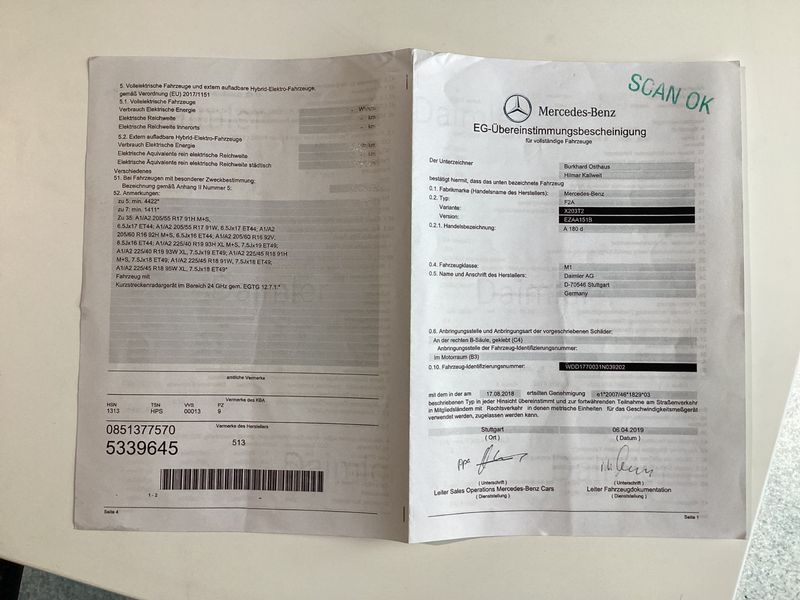 5. Vollelektrische Fahrzeuge und extern aufladbare Hybrid-Elektro-Fahrzeuge,
gemäß Verordnung (EU) 2017/1151
5.1. Vollelektrische Fahrzeuge
Verbrauch Elektrische Energie - Wh/km
Elektrische Reichweite - km
Elektrische Reichweite innerorts - km
5.2. Extern aufladbare Hybrid-Elektro-Fahrzeuge
Verbrauch Elektrische Energie - Wh/km
Elektrische Äquivalente rein elektrische Reichweite - km
Elektrische Äquivalente rein elektrische Reichweite städtisch - km
Verschiedenes
51. Bei Fahrzeugen mit besonderer Zweckbestimmung:
Bezeichnung gemäß Anhang II Nummer 5:
52. Anmerkungen:
zu 5: min. 4422*
zu 7: min. 1411*
Zu 35: A1/A2 205/55 R17 91H M+S,
6.5Jx17 ET44; A1/A2 205/55 R17 91W, 6.5Jx17 ET44; A1/A2
205/60 R16 92H M+S, 6.5Jx16 ET44; A1/A2 205/60 R16 92V,
6.5Jx16 ET44; A1/A2 225/40 R19 93H XL M+S, 7.5Jx19 ET49;
A1/A2 225/40 R19 93W XL, 7.5Jx19 ET49; A1/A2 225/45 R18 91H
M+S, 7.5Jx18 ET49; A1/A2 225/45 R18 91W, 7.5Jx18 ET49;
A1/A2 225/45 R18 95W XL, 7.5Jx18 ET49*
Fahrzeug mit
Kurzstreckenradargerät im Bereich 24 GHz gem. EGTG 12.7.1.*
amtliche Vermerke
Vermerke des KBA
HSN TSN VVS PZ
1313 HPS 00013 9
0851377570 Vermerke des Herstellers
5339645 513
1 - 2
Seite 4
SCAN OK
Mercedes-Benz
EG-Übereinstimmungsbescheinigung
für vollständige Fahrzeuge
Der Unterzeichner Burkhard Osthaus
Hilmar Kallweit
bestätigt hiermit, dass das unten bezeichnete Fahrzeug
0.1. Fabrikmarke (Handelsname des Herstellers): Mercedes-Benz
0.2. Typ: F2A
Variante: X203T2
Version: EZAA151B
0.2.1. Handelsbezeichnung: A 180 d
0.4. Fahrzeugklasse: M1
0.5. Name und Anschrift des Herstellers: Daimler AG
D-70546 Stuttgart
Germany
0.6. Anbringungsstelle und Anbringungsart der vorgeschriebenen Schilder:
An der rechten B-Säule, geklebt (C4)
Anbringungsstelle der Fahrzeug-Identifizierungsnummer:
Im Motorraum (B3)
0.10. Fahrzeug-Identifizierungsnummer: WDD1770031N039202
mit dem in der am 17.08.2018 erteilten Genehmigung e1*2007/46*1829*03
beschriebenen Typ in jeder Hinsicht übereinstimmt und zur fortwährenden Teilnahme am Straßenverkehr
in Mitgliedsländern mit Rechtsverkehr in denen metrische Einheiten für das Geschwindigkeitsmeßgerät
verwendet werden, zugelassen werden kann.
Stuttgart 06.04.2019
( Ort ) ( Datum )
ppa
( Unterschrift ) ( Unterschrift )
Leiter Sales Operations Mercedes-Benz Cars Leiter Fahrzeugdokumentation
( Dienststellung ) ( Dienststellung )
Seite 1